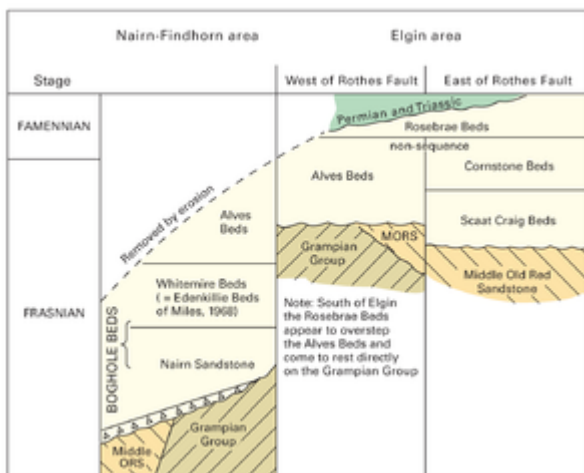 Nairn-Findhorn area
Elgin area
Stage
West of Rothes Fault
East of Rothes Fault
FAMENNIAN
Permian and Triassic
Rosebrae Beds
non-sequence
Alves Beds
Cornstone Beds
Removed by erosion
Alves
Beds
Scaat Craig Beds
Grampian
Group
MORS
Middle Old Red
Sandstone
Whitemire Beds
( = Edenkillie Beds
of Miles, 1968)
FRASNIAN
BOGHOLE BEDS
Nairn Sandstone
Note: South of Elgin
the Rosebrae Beds
appear to overstep
the Alves Beds and
come to rest directly
on the Grampian Group
Grampian
Group
Middle
ORS